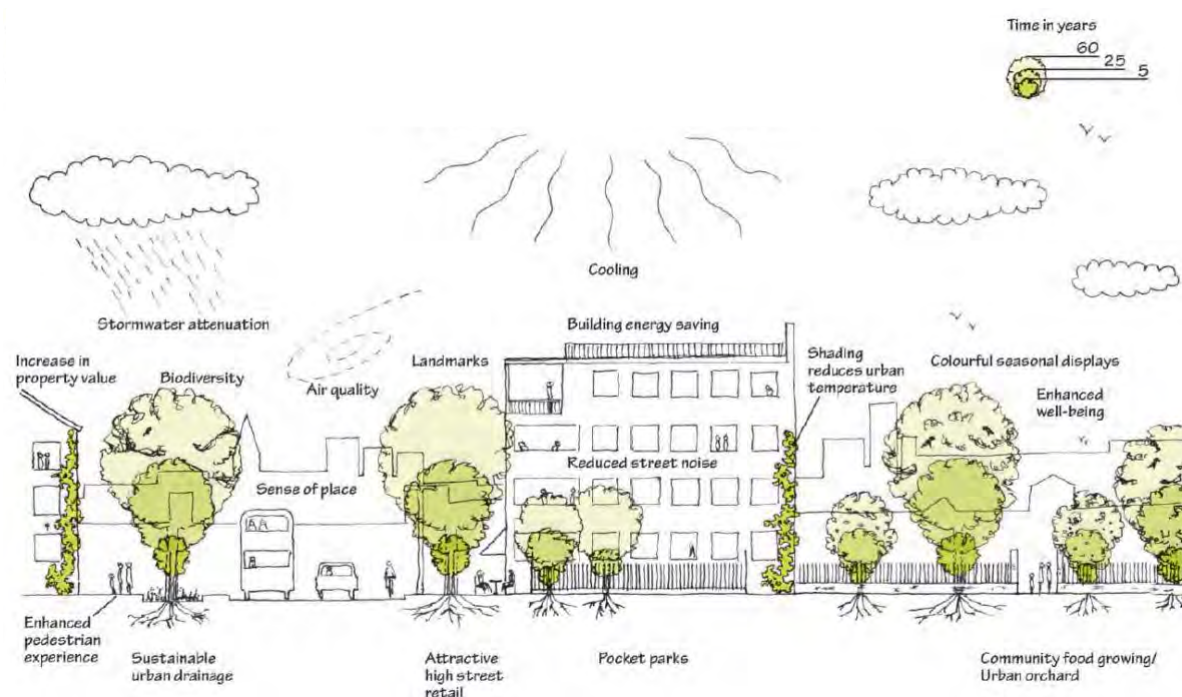 Time in years
60
25
5
Cooling
Stormwater attenuation
Building energy saving
Increase in
property value
Biodiversity
Air quality
Landmarks
Shading
reduces urban
temperature
Colourful seasonal displays
Enhanced
well-being
Sense of place
Reduced street noise
Enhanced
pedestrian
experience
Sustainable
urban drainage
Attractive
high street
retail
Pocket parks
Community food growing/
Urban orchard